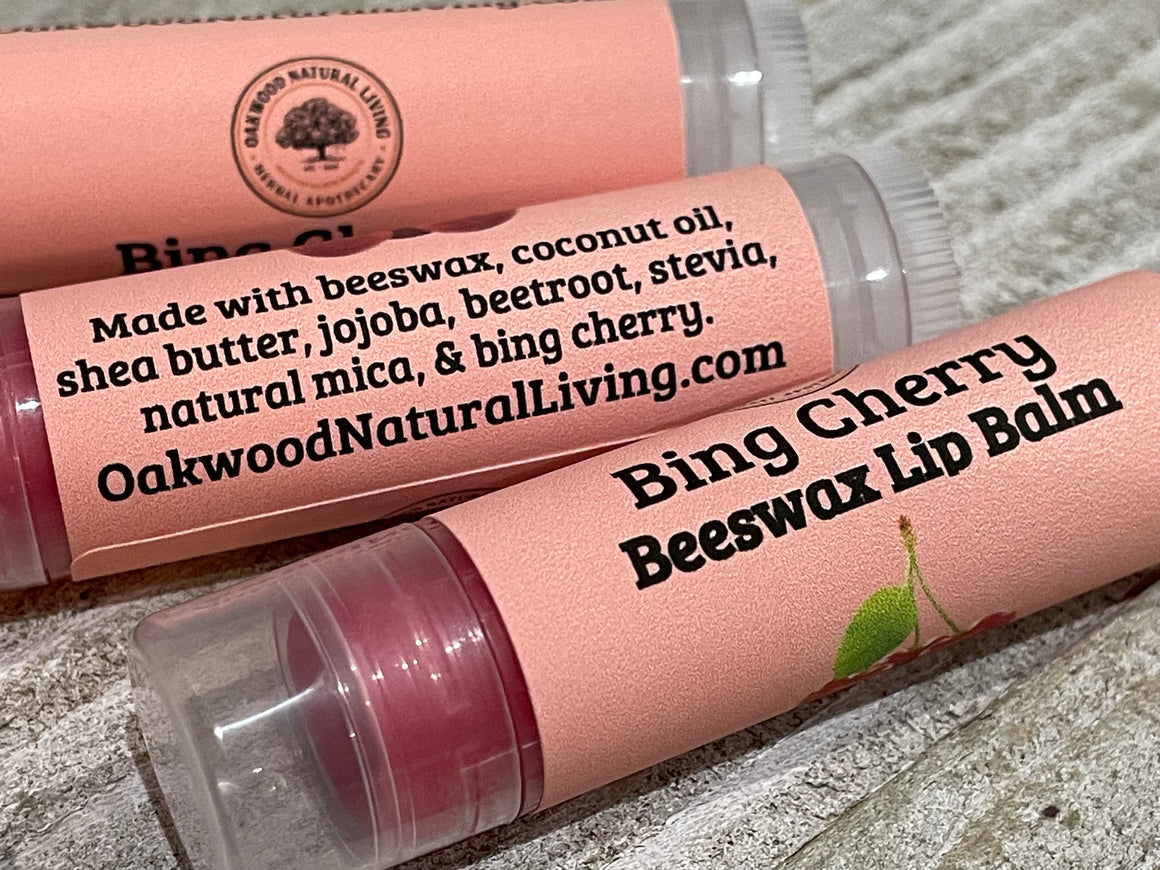 OAKWOOD NATURAL LIVING
HERBAL APOTHECARY
Bing
Made with beeswax, coconut oil,
shea butter, jojoba, beetroot, stevia,
natural mica, & bing cherry.
OakwoodNaturalLiving.com
Bing Cherry
Beeswax Lip Balm